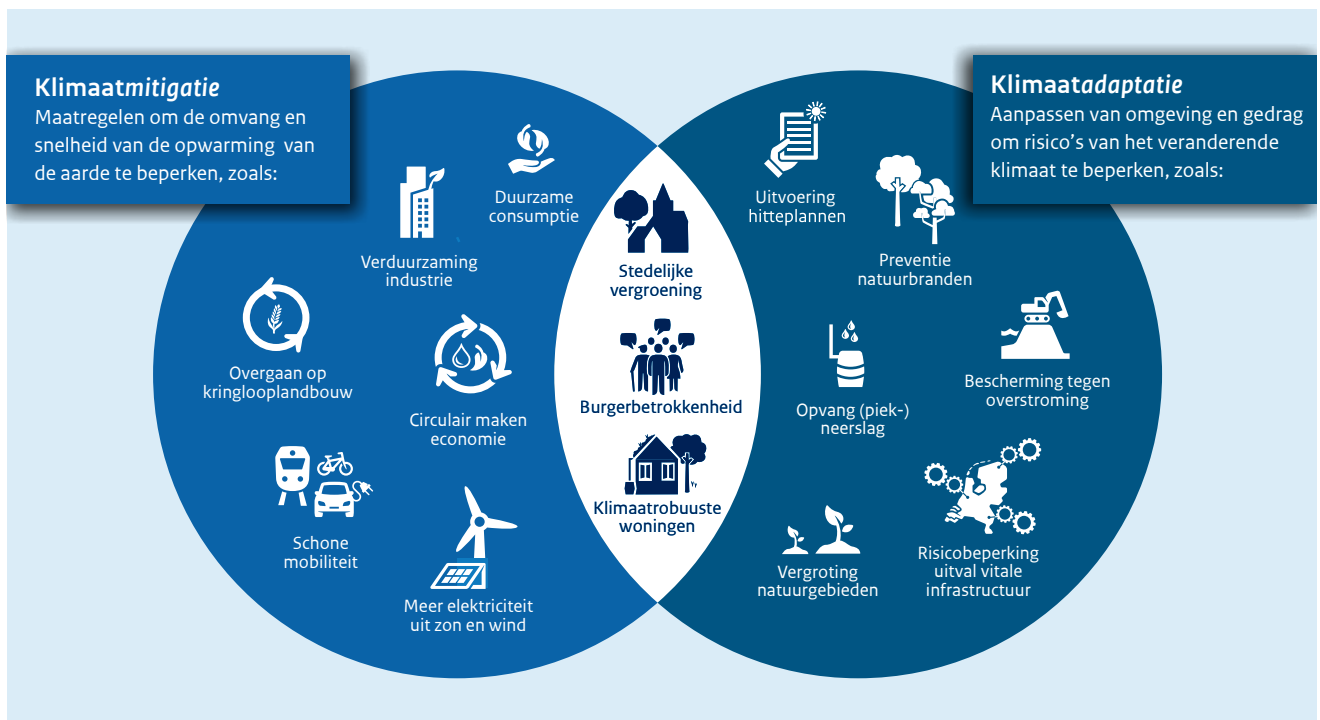 Klimaatmitigatie
Maatregelen om de omvang en
snelheid van de opwarming van
de aarde te beperken, zoals:
Duurzame
consumptie
Verduurzaming
industrie
Overgaan op
kringlooplandbouw
Circulair maken
economie
Schone
mobiliteit
Meer elektriciteit
uit zon en wind
Stedelijke
vergroening
Burgerbetrokkenheid
Klimaatrobuuste
woningen
Klimaatadaptatie
Aanpassen van omgeving en gedrag
om risico’s van het veranderende
klimaat te beperken, zoals:
Uitvoering
hitteplannen
Preventie
natuurbranden
Opvang (piek-)
neerslag
Bescherming tegen
overstroming
Vergroting
natuurgebieden
Risicobeperking
uitval vitale
infrastructuur